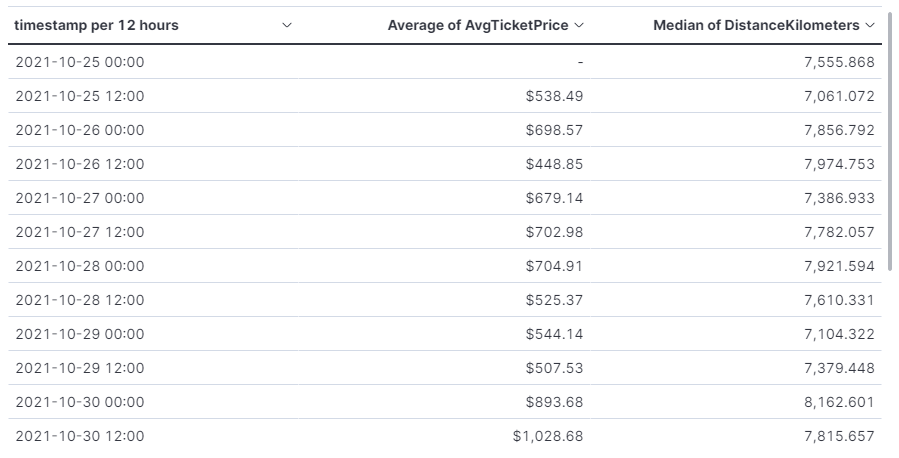 timestamp per 12 hours Average of AvgTicketPrice Median of DistanceKilometers
2021-10-25 00:00 - 7,555.868
2021-10-25 12:00 $538.49 7,061.072
2021-10-26 00:00 $698.57 7,856.792
2021-10-26 12:00 $448.85 7,974.753
2021-10-27 00:00 $679.14 7,386.933
2021-10-27 12:00 $702.98 7,782.057
2021-10-28 00:00 $704.91 7,921.594
2021-10-28 12:00 $525.37 7,610.331
2021-10-29 00:00 $544.14 7,104.322
2021-10-29 12:00 $507.53 7,379.448
2021-10-30 00:00 $893.68 8,162.601
2021-10-30 12:00 $1,028.68 7,815.657